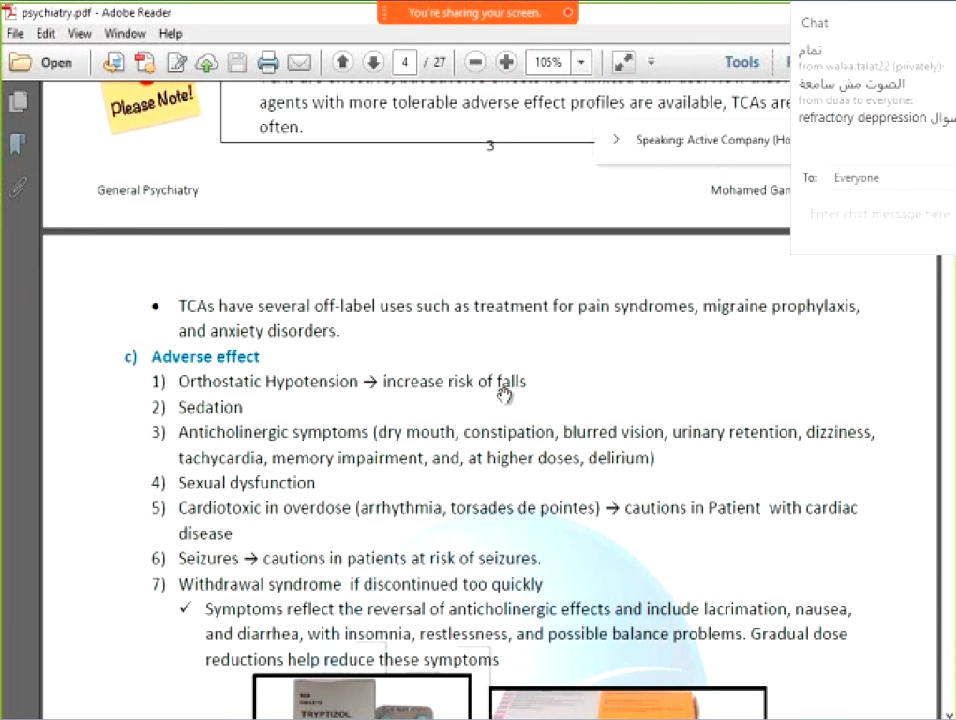 psychiatry.pdf - Adobe Reader
You're sharing your screen.
File Edit View Window Help
Open 4 / 27 105% Tools
Chat
تمام
from walaa.talat22 (privately):
الصوت مش سامعة
from doaa to everyone:
refractory deppression سوال
To: Everyone
Enter chat message here
Please Note!
agents with more tolerable adverse effect profiles are available, TCAs are
often.
Speaking: Active Company (Ho
3
General Psychiatry Mohamed Gam
• TCAs have several off-label uses such as treatment for pain syndromes, migraine prophylaxis,
and anxiety disorders.
c) Adverse effect
1) Orthostatic Hypotension → increase risk of falls
2) Sedation
3) Anticholinergic symptoms (dry mouth, constipation, blurred vision, urinary retention, dizziness,
tachycardia, memory impairment, and, at higher doses, delirium)
4) Sexual dysfunction
5) Cardiotoxic in overdose (arrhythmia, torsades de pointes) → cautions in Patient with cardiac
disease
6) Seizures → cautions in patients at risk of seizures.
7) Withdrawal syndrome if discontinued too quickly
✓ Symptoms reflect the reversal of anticholinergic effects and include lacrimation, nausea,
and diarrhea, with insomnia, restlessness, and possible balance problems. Gradual dose
reductions help reduce these symptoms
TRYPTIZOL